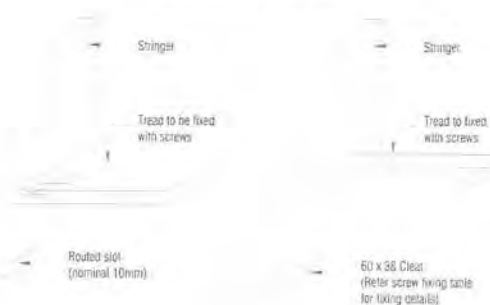 Stringer
Tread to be fixed
with screws
Routed slot
(nominal 10mm)
Stringer
Tread to fixed
with screws
60 x 38 Cleat
(Refer screw fixing table
for fixing details)